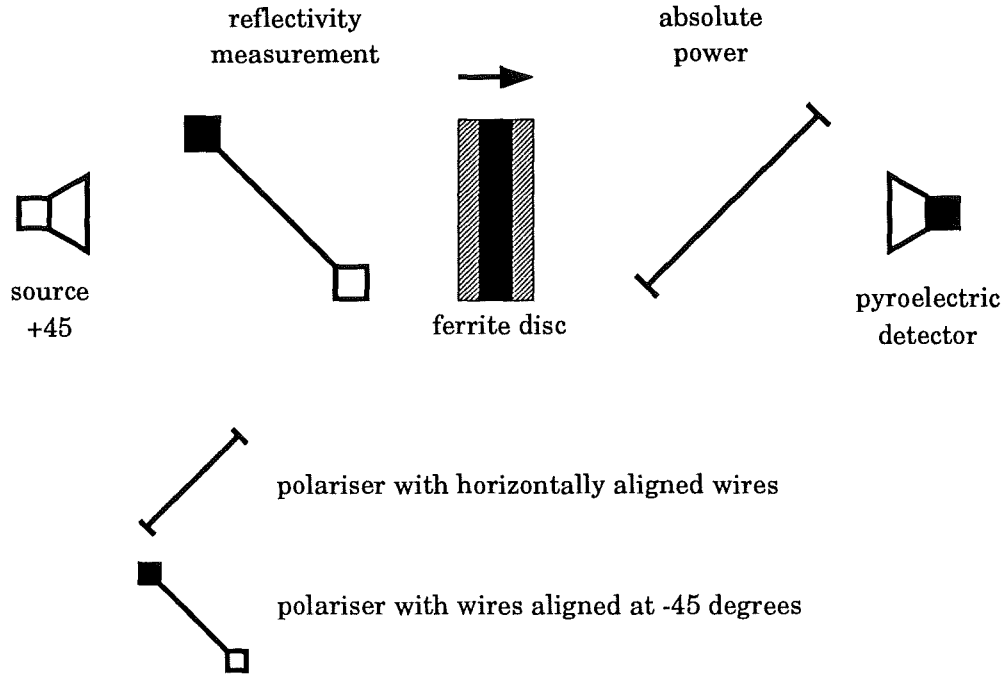 reflectivity
measurement
absolute
power
source
+45
ferrite disc
pyroelectric
detector
polariser with horizontally aligned wires
polariser with wires aligned at -45 degrees